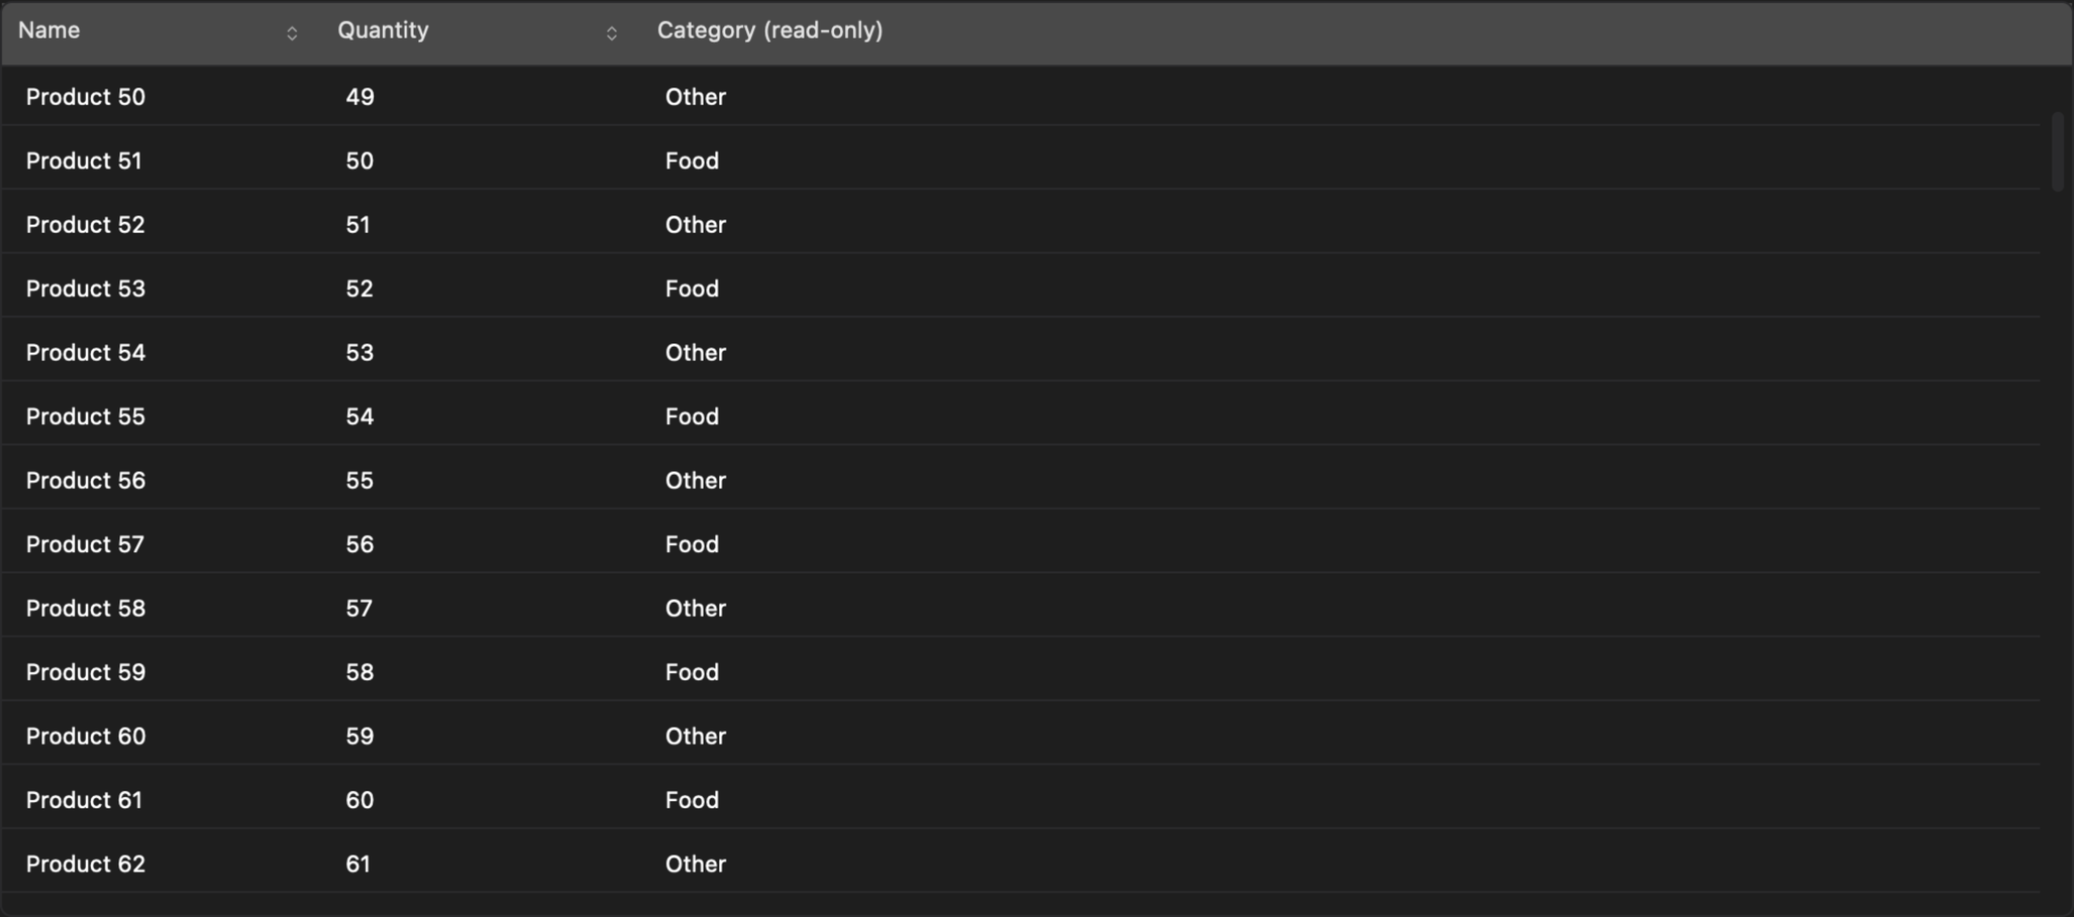 Name Quantity Category (read-only)
Product 50 49 Other
Product 51 50 Food
Product 52 51 Other
Product 53 52 Food
Product 54 53 Other
Product 55 54 Food
Product 56 55 Other
Product 57 56 Food
Product 58 57 Other
Product 59 58 Food
Product 60 59 Other
Product 61 60 Food
Product 62 61 Other